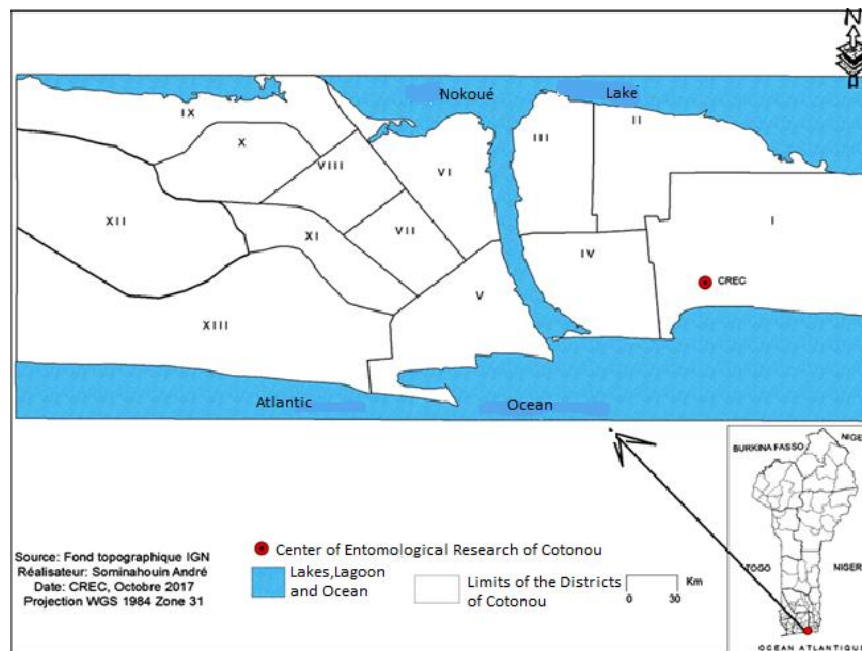 N
Nokoué Lake
IX
X
VIII
VI
III
II
XII
XI
VII
IV
I
CREC
V
XIII
Atlantic Ocean
BURKINA FASSO
NIGE
TOGO
NIGER
OCEAN ATLANTIQUE
Source: Fond topographique IGN
Réalisateur: Sominahouin André
Date: CREC, Octobre 2017
Projection WGS 1984 Zone 31
Center of Entomological Research of Cotonou
Lakes,Lagoon
and Ocean
Limits of the Districts
of Cotonou
Km
0 30